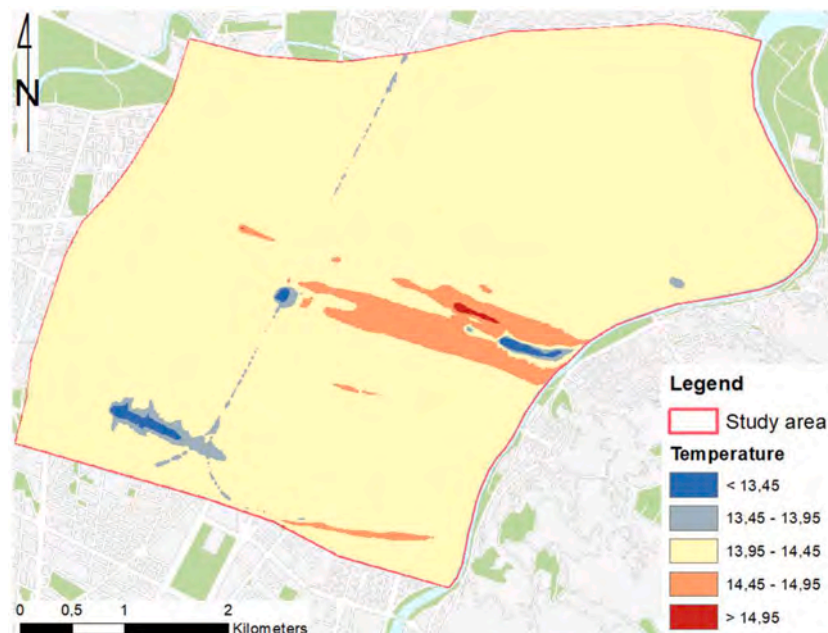 N
Legend
Study area
Temperature
< 13,45
13,45 - 13,95
13,95 - 14,45
14,45 - 14,95
> 14,95
0 0,5 1 2
Kilometers